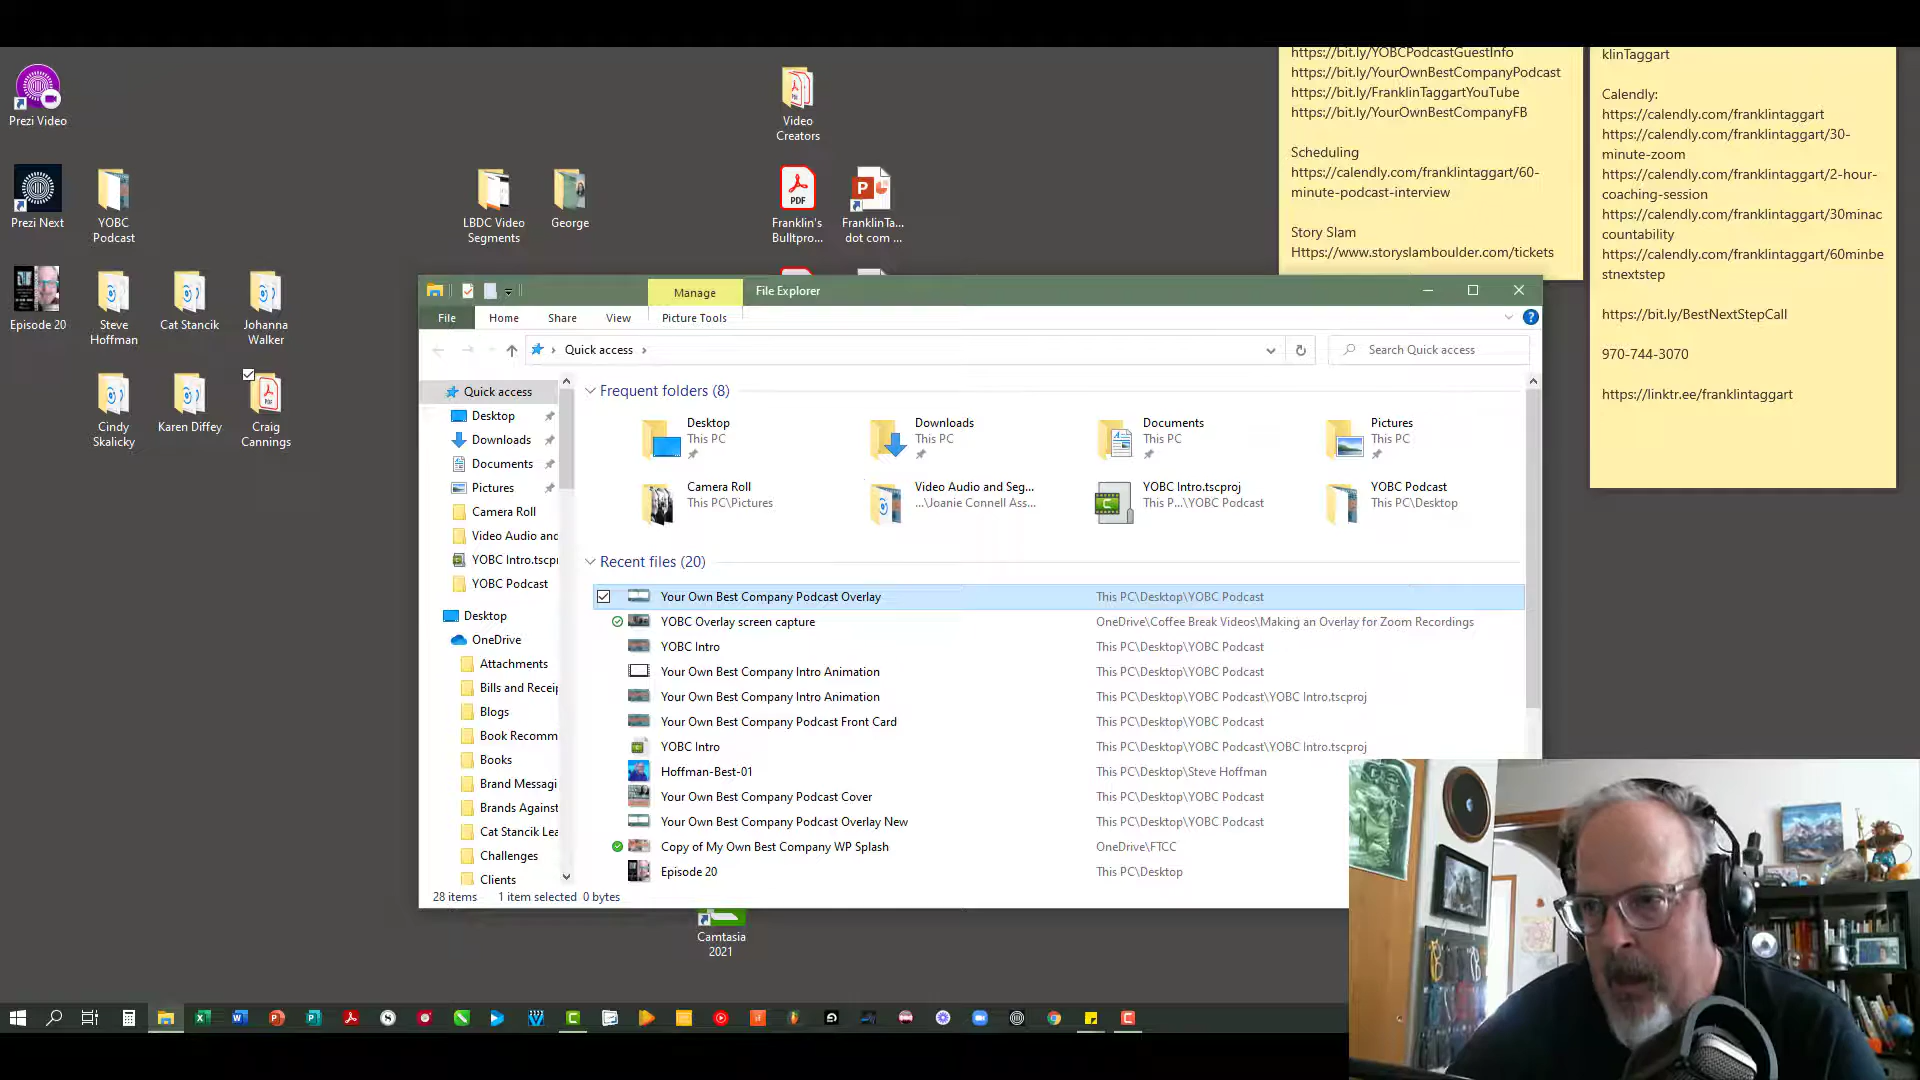 Prezi Video
Prezi Next
YOBC
Podcast
Episode 20
Steve
Hoffman
Cat Stancik
Johanna
Walker
Cindy
Skalicky
Karen Diffey
Craig
Cannings
LBDC Video
Segments
George
Video
Creators
PDF
Franklin's
Bulltpro...
FranklinTa...
dot com ...
https://bit.ly/YOBCPodcastGuestInfo
https://bit.ly/YourOwnBestCompanyPodcast
https://bit.ly/FranklinTaggartYouTube
https://bit.ly/YourOwnBestCompanyFB
Scheduling
https://calendly.com/franklintaggart/60-
minute-podcast-interview
Story Slam
Https://www.storyslamboulder.com/tickets
klinTaggart
Calendly:
https://calendly.com/franklintaggart
https://calendly.com/franklintaggart/30-
minute-zoom
https://calendly.com/franklintaggart/2-hour-
coaching-session
https://calendly.com/franklintaggart/30minac
countability
https://calendly.com/franklintaggart/60minbe
stnextstep
https://bit.ly/BestNextStepCall
970-744-3070
https://linktr.ee/franklintaggart
Manage
File Explorer
File
Home
Share
View
Picture Tools
Quick access
Search Quick access
Quick access
Desktop
Downloads
Documents
Pictures
Camera Roll
Video Audio and
YOBC Intro.tscpr
YOBC Podcast
Desktop
OneDrive
Attachments
Bills and Receip
Blogs
Book Recomm
Books
Brand Messagi
Brands Against
Cat Stancik Lea
Challenges
Clients
Frequent folders (8)
Desktop
This PC
Downloads
This PC
Documents
This PC
Pictures
This PC
Camera Roll
This PC\Pictures
Video Audio and Seg...
...\Joanie Connell Ass...
YOBC Intro.tscproj
This P...\YOBC Podcast
YOBC Podcast
This PC\Desktop
Recent files (20)
Your Own Best Company Podcast Overlay This PC\Desktop\YOBC Podcast
YOBC Overlay screen capture OneDrive\Coffee Break Videos\Making an Overlay for Zoom Recordings
YOBC Intro This PC\Desktop\YOBC Podcast
Your Own Best Company Intro Animation This PC\Desktop\YOBC Podcast
Your Own Best Company Intro Animation This PC\Desktop\YOBC Podcast\YOBC Intro.tscproj
Your Own Best Company Podcast Front Card This PC\Desktop\YOBC Podcast
YOBC Intro This PC\Desktop\YOBC Podcast\YOBC Intro.tscproj
Hoffman-Best-01 This PC\Desktop\Steve Hoffman
Your Own Best Company Podcast Cover This PC\Desktop\YOBC Podcast
Your Own Best Company Podcast Overlay New This PC\Desktop\YOBC Podcast
Copy of My Own Best Company WP Splash OneDrive\FTCC
Episode 20 This PC\Desktop
28 items 1 item selected 0 bytes
Camtasia
2021